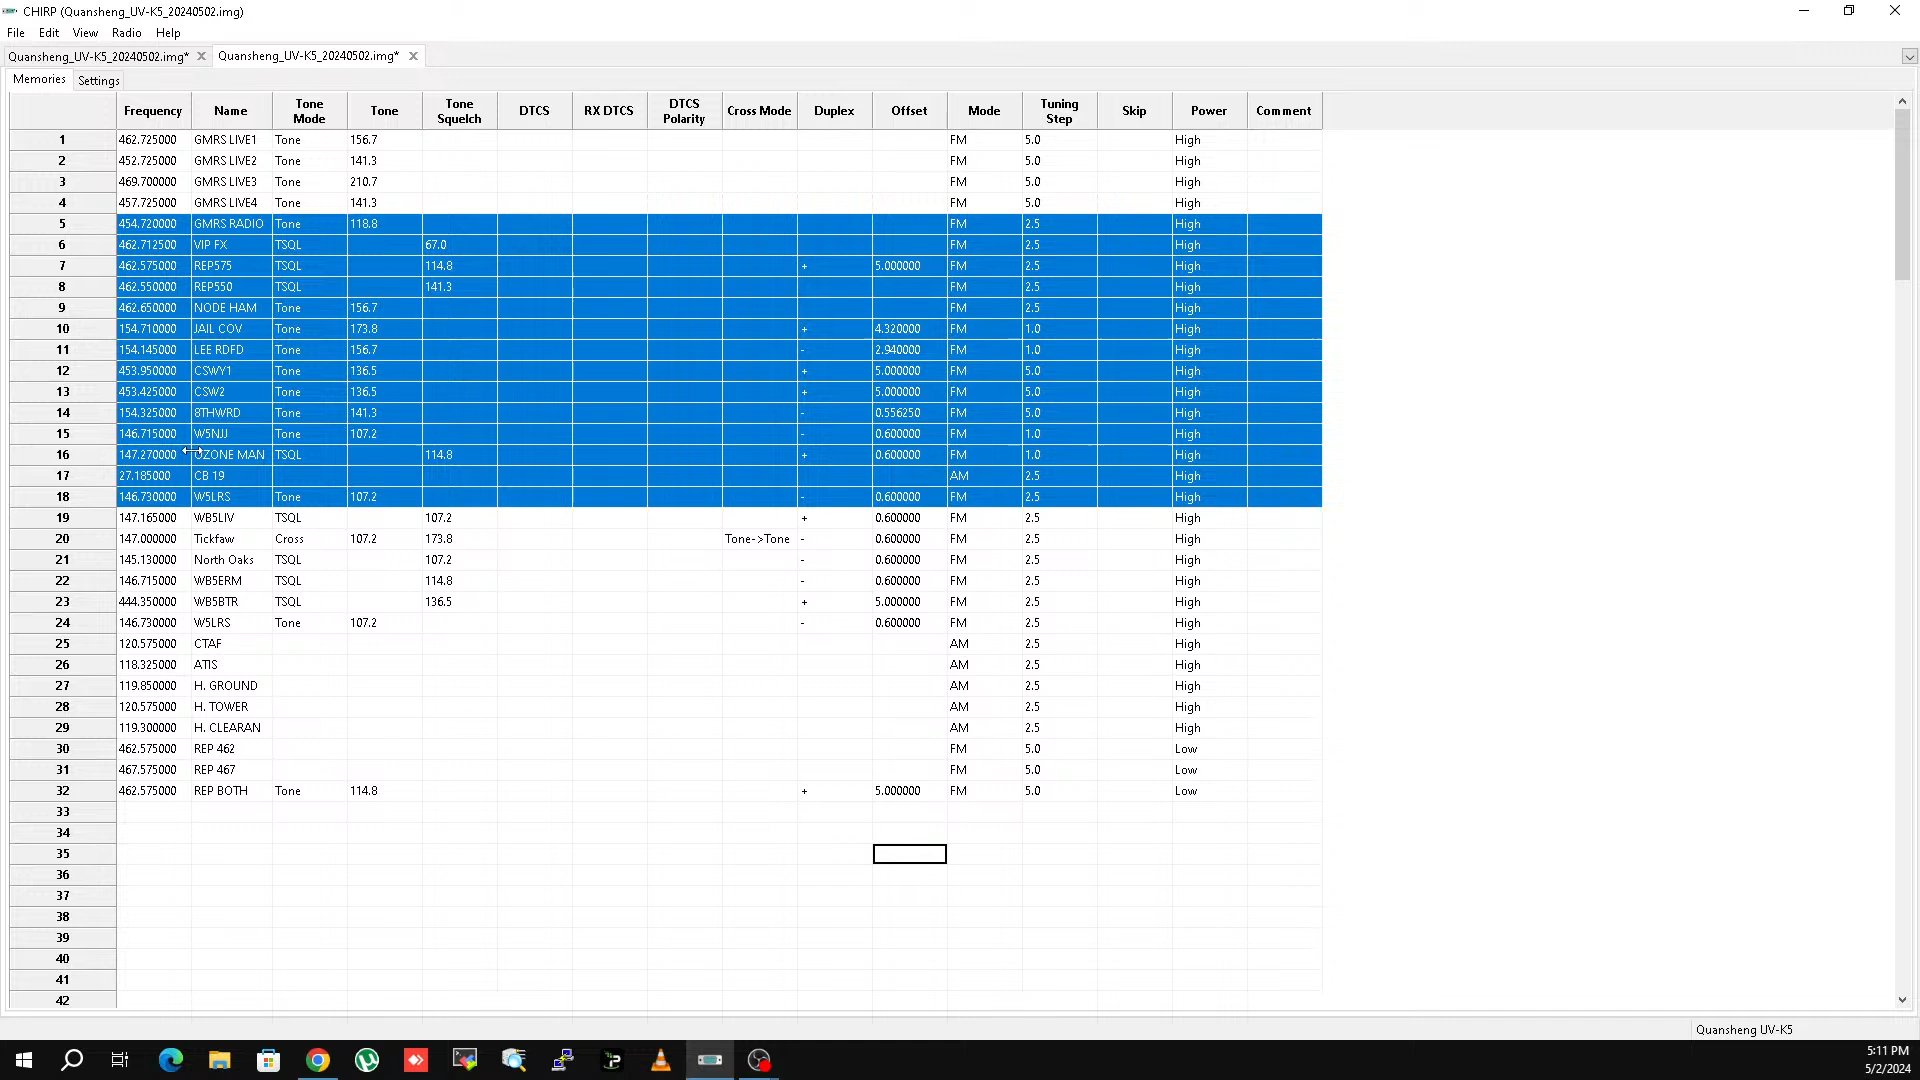 CHIRP (Quansheng_UV-K5_20240502.img)
File Edit View Radio Help
Quansheng_UV-K5_20240502.img* Quansheng_UV-K5_20240502.img*
Memories Settings
Frequency Name Tone Mode Tone Tone Squelch DTCS RX DTCS DTCS Polarity Cross Mode Duplex Offset Mode Tuning Step Skip Power Comment
1 462.725000 GMRS LIVE1 Tone 156.7 FM 5.0 High
2 452.725000 GMRS LIVE2 Tone 141.3 FM 5.0 High
3 469.700000 GMRS LIVE3 Tone 210.7 FM 5.0 High
4 457.725000 GMRS LIVE4 Tone 141.3 FM 5.0 High
5 454.720000 GMRS RADIO Tone 118.8 FM 2.5 High
6 462.712500 VIP FX TSQL 67.0 FM 2.5 High
7 462.575000 REP575 TSQL 114.8 + 5.000000 FM 2.5 High
8 462.550000 REP550 TSQL 141.3 FM 2.5 High
9 462.650000 NODE HAM Tone 156.7 FM 2.5 High
10 154.710000 JAIL COV Tone 173.8 + 4.320000 FM 1.0 High
11 154.145000 LEE RDFD Tone 156.7 - 2.940000 FM 1.0 High
12 453.950000 CSWY1 Tone 136.5 + 5.000000 FM 5.0 High
13 453.425000 CSW2 Tone 136.5 + 5.000000 FM 5.0 High
14 154.325000 8THWRD Tone 141.3 - 0.556250 FM 5.0 High
15 146.715000 W5NJJ Tone 107.2 - 0.600000 FM 1.0 High
16 147.270000 OZONE MAN TSQL 114.8 + 0.600000 FM 1.0 High
17 27.185000 CB 19 AM 2.5 High
18 146.730000 W5LRS Tone 107.2 - 0.600000 FM 2.5 High
19 147.165000 WB5LIV TSQL 107.2 + 0.600000 FM 2.5 High
20 147.000000 Tickfaw Cross 107.2 173.8 Tone->Tone - 0.600000 FM 2.5 High
21 145.130000 North Oaks TSQL 107.2 - 0.600000 FM 2.5 High
22 146.715000 WB5ERM TSQL 114.8 - 0.600000 FM 2.5 High
23 444.350000 WB5BTR TSQL 136.5 + 5.000000 FM 2.5 High
24 146.730000 W5LRS Tone 107.2 - 0.600000 FM 2.5 High
25 120.575000 CTAF AM 2.5 High
26 118.325000 ATIS AM 2.5 High
27 119.850000 H. GROUND AM 2.5 High
28 120.575000 H. TOWER AM 2.5 High
29 119.300000 H. CLEARAN AM 2.5 High
30 462.575000 REP 462 FM 5.0 Low
31 467.575000 REP 467 FM 5.0 Low
32 462.575000 REP BOTH Tone 114.8 + 5.000000 FM 5.0 Low
33
34
35
36
37
38
39
40
41
42
Quansheng UV-K5
5:11 PM
5/2/2024